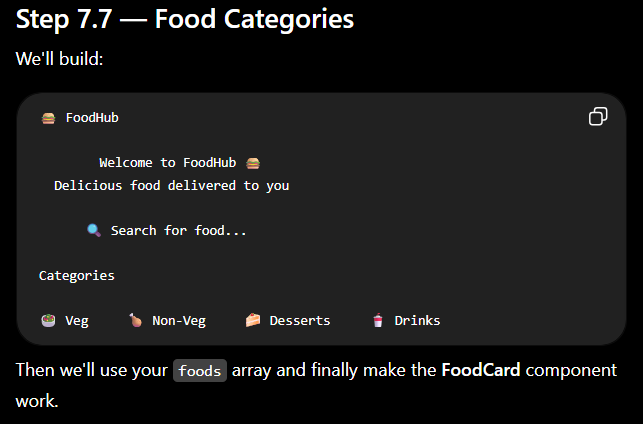 Step 7.7 — Food Categories
We'll build:
🍔 FoodHub
Welcome to FoodHub 🍔
Delicious food delivered to you
🔍 Search for food...
Categories
🥗 Veg 🍗 Non-Veg 🍰 Desserts 🥤 Drinks
Then we'll use your foods array and finally make the FoodCard component
work.